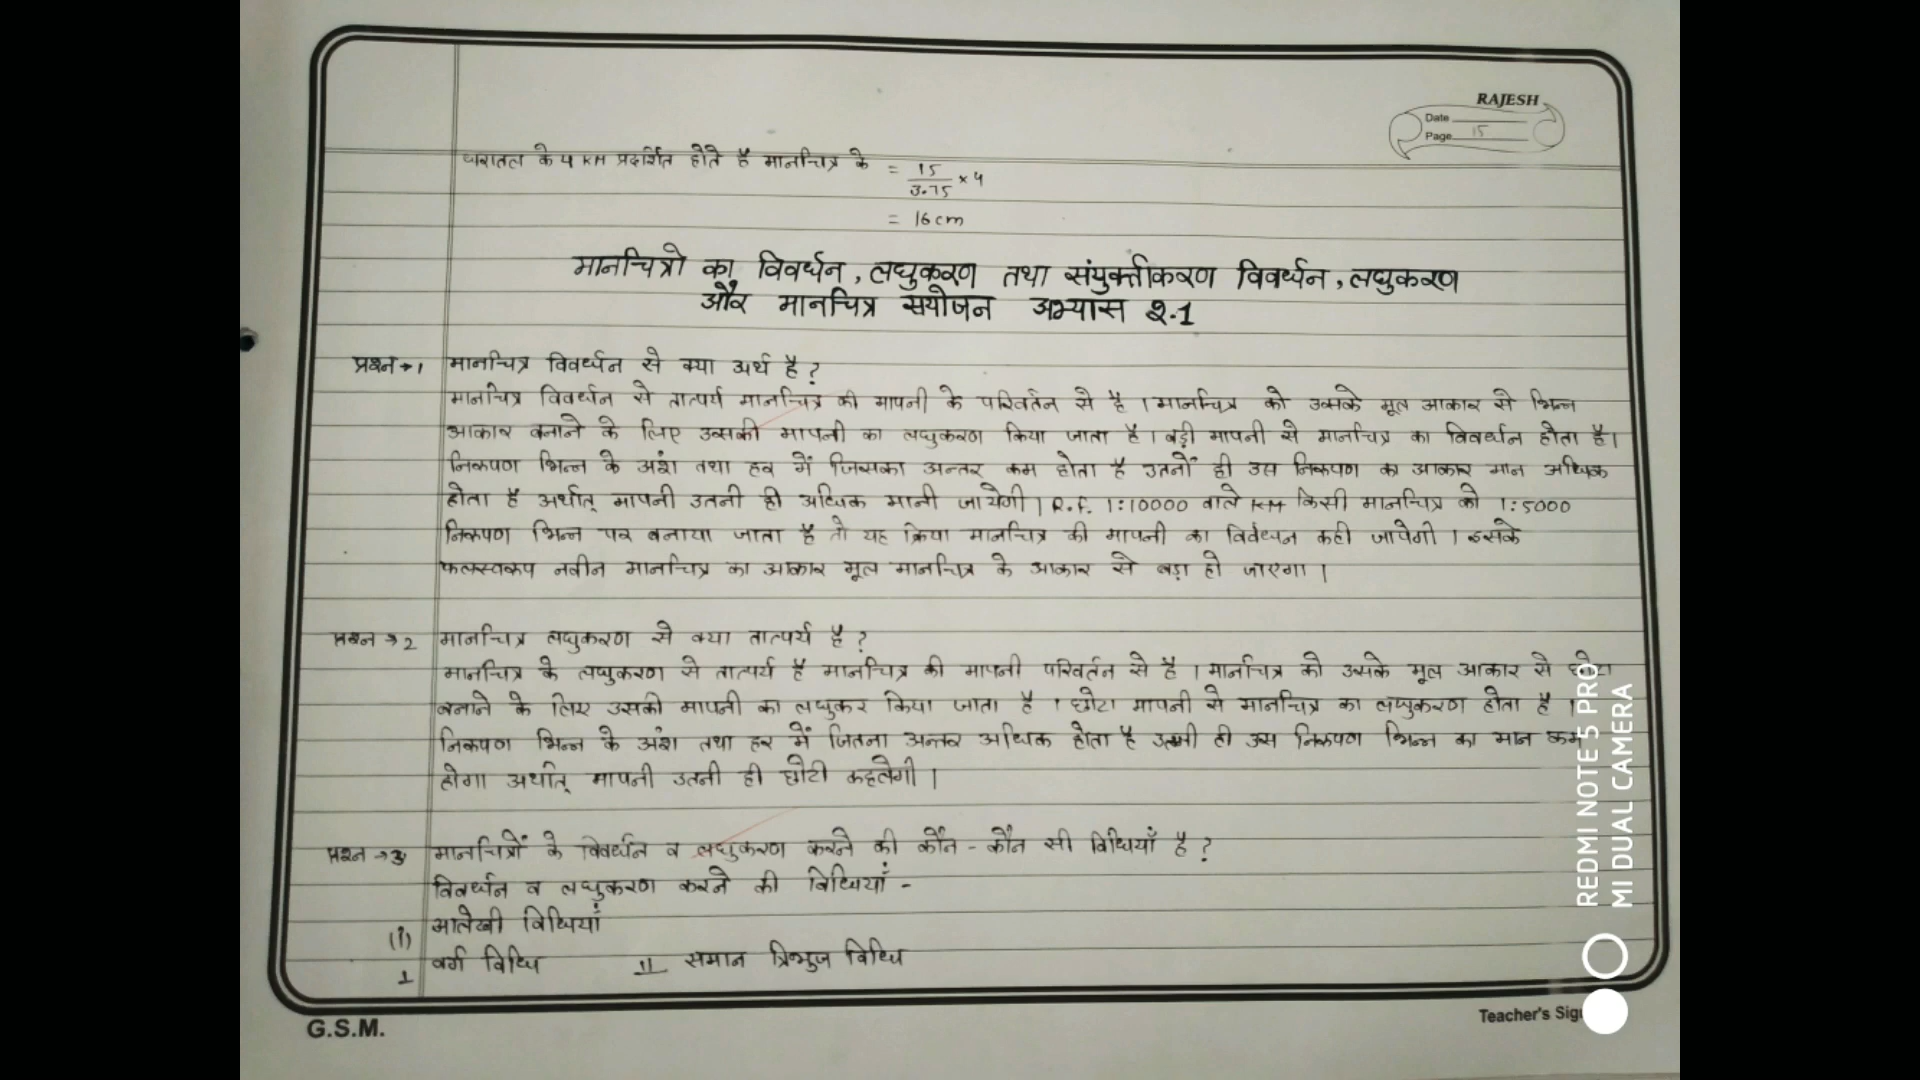 RAJESH
Date
Page 15
धरातल के 4 KM प्रदर्शित होते है मानचित्र के = 15/3.75 × 4
= 16cm
मानचित्रो का विवर्धन, लघुकरण तथा संयुक्तीकरण विवर्धन, लघुकरण
और मानचित्र सयोजन अभ्यास 2.1
प्रश्न → 1 मानचित्र विवर्धन से क्या अर्थ है ?
मानचित्र विवर्धन से तात्पर्य मानचित्र की मापनी के परिवर्तन से है । मानचित्र को उसके मूल आकार से भिन्न
आकार बनाने के लिए उसकी मापनी का लघुकरण किया जाता है । बड़ी मापनी से मानचित्र का विवर्धन होता है।
निरूपण भिन्न के अंश तथा हर में जिसका अन्तर कम होता है उतनों ही उस निरूपण का आकार मान अधिक
होता है अर्थात् मापनी उतनी ही अधिक मानी जायेगी । R.f. 1:10000 वाले KM किसी मानचित्र को 1:5000
निरूपण भिन्न पर बनाया जाता है तो यह क्रिया मानचित्र की मापनी का विर्वधन कही जायेगी । इसके
फलस्वरूप नवीन मानचित्र का आकार मूल मानचित्र के आकार से बड़ा हो जाएगा ।
प्रश्न → 2 मानचित्र लघुकरण से क्या तात्पर्य है ?
मानचित्र के लघुकरण से तात्पर्य है मानचित्र की मापनी परिवर्तन से है । मानचित्र को उसके मूल आकार से छोटा
बनाने के लिए उसकी मापनी का लघुकर किया जाता है । छोटा मापनी से मानचित्र का लघुकरण होता है ।
निरूपण भिन्न के अंश तथा हर में जितना अन्तर अधिक होता है उतनी ही उस निरूपण भिन्न का मान कम
होगा अर्थात् मापनी उतनी ही छोटी कहलेगी ।
प्रश्न → 3 मानचित्रों के विवर्धन व लघुकरण करने की कौन - कौन सी विधियाँ है ?
विवर्धन व लघुकरण करने की विधियाँ -
(i) आलेखी विधियाँ
I वर्ग विधि II समान त्रिभुज विधि
G.S.M.
Teacher's
REDMI NOTE 5 PRO
MI DUAL CAMERA